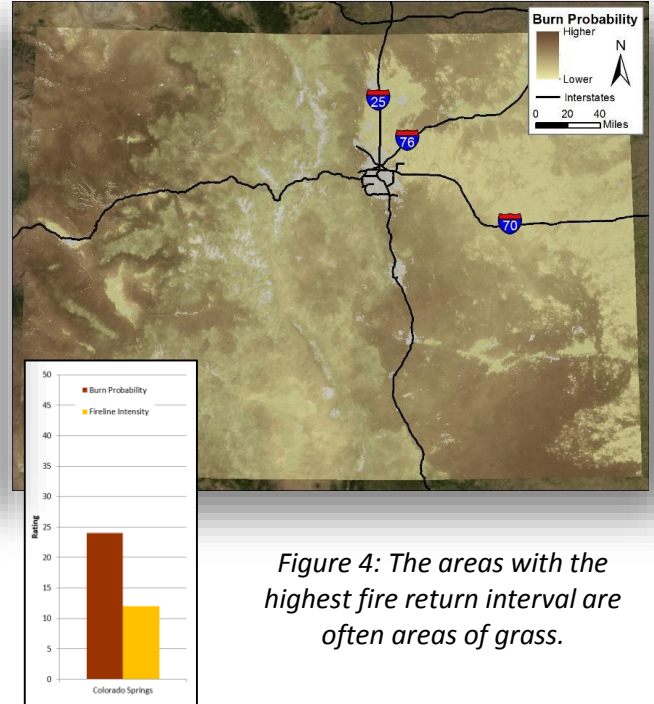 Burn Probability
Higher
Lower
N
Interstates
0 20 40
Miles
25
76
70
50
45
40
35
30
25
20
15
10
5
0
Rating
Burn Probability
Fireline Intensity
Colorado Springs
Figure 4: The areas with the
highest fire return interval are
often areas of grass.